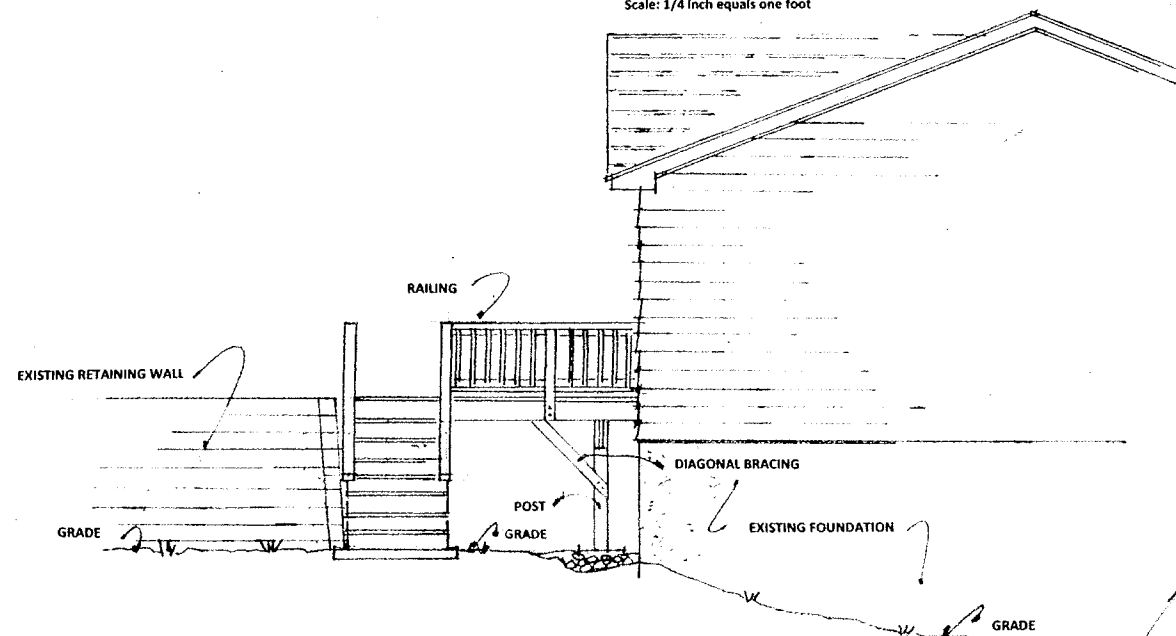 Scale: 1/4 inch equals one foot
RAILING
EXISTING RETAINING WALL
DIAGONAL BRACING
POST
EXISTING FOUNDATION
GRADE
GRADE
GRADE